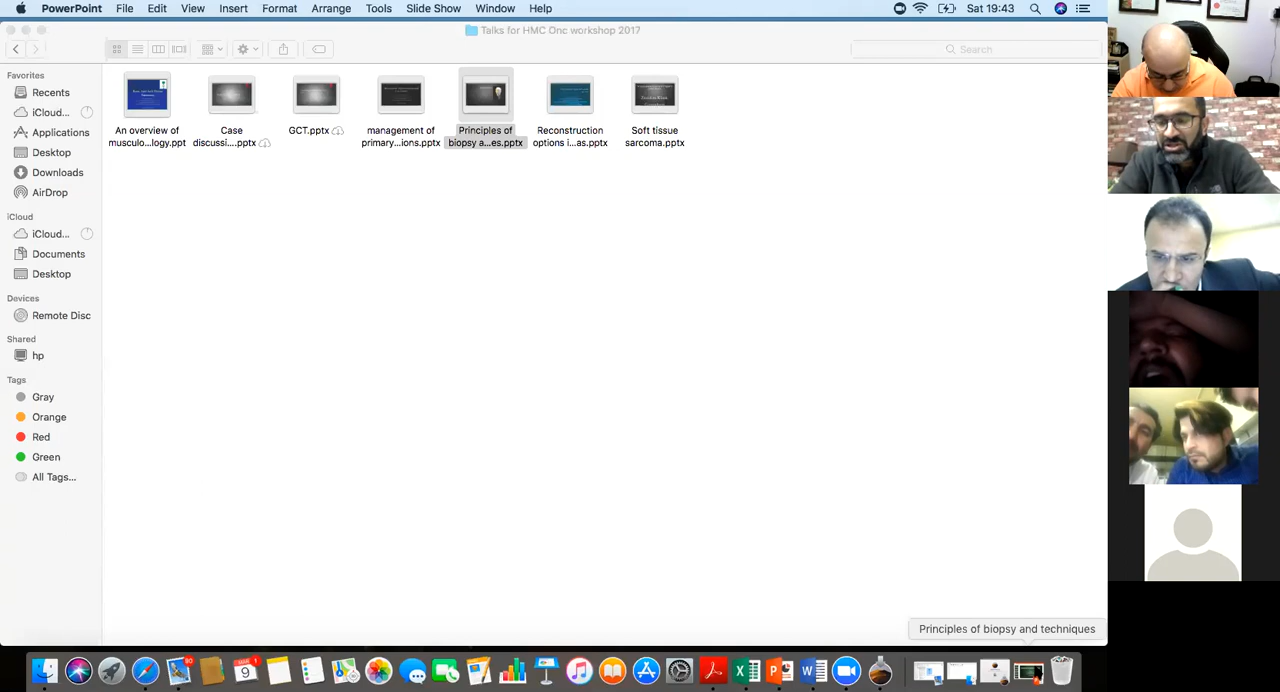 PowerPoint File Edit View Insert Format Arrange Tools Slide Show Window Help Sat 19:43
Talks for HMC Onc workshop 2017
Search
Favorites
Recents
iCloud...
Applications
Desktop
Downloads
AirDrop
iCloud
iCloud...
Documents
Desktop
Devices
Remote Disc
Shared
hp
Tags
Gray
Orange
Red
Green
All Tags...
An overview of
musculo...logy.ppt
Case
discussi....pptx
GCT.pptx
management of
primary...ions.pptx
Principles of
biopsy a...es.pptx
Reconstruction
options i...as.pptx
Soft tissue
sarcoma.pptx
Principles of biopsy and techniques
80
MAR
9
1